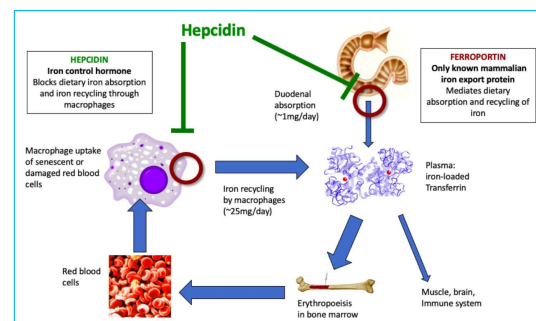 Hepcidin
HEPCIDIN
Iron control hormone
Blocks dietary iron absorption
and iron recycling through
macrophages
FERROPORTIN
Only known mammalian
iron export protein
Mediates dietary
absorption and recycling of
iron
Duodenal
absorption
(~1mg/day)
Macrophage uptake
of senescent or
damaged red blood
cells
Iron recycling
by macrophages
(~25mg/day)
Plasma:
iron-loaded
Transferrin
Red blood
cells
Erythropoeisis
in bone marrow
Muscle, brain,
Immune system